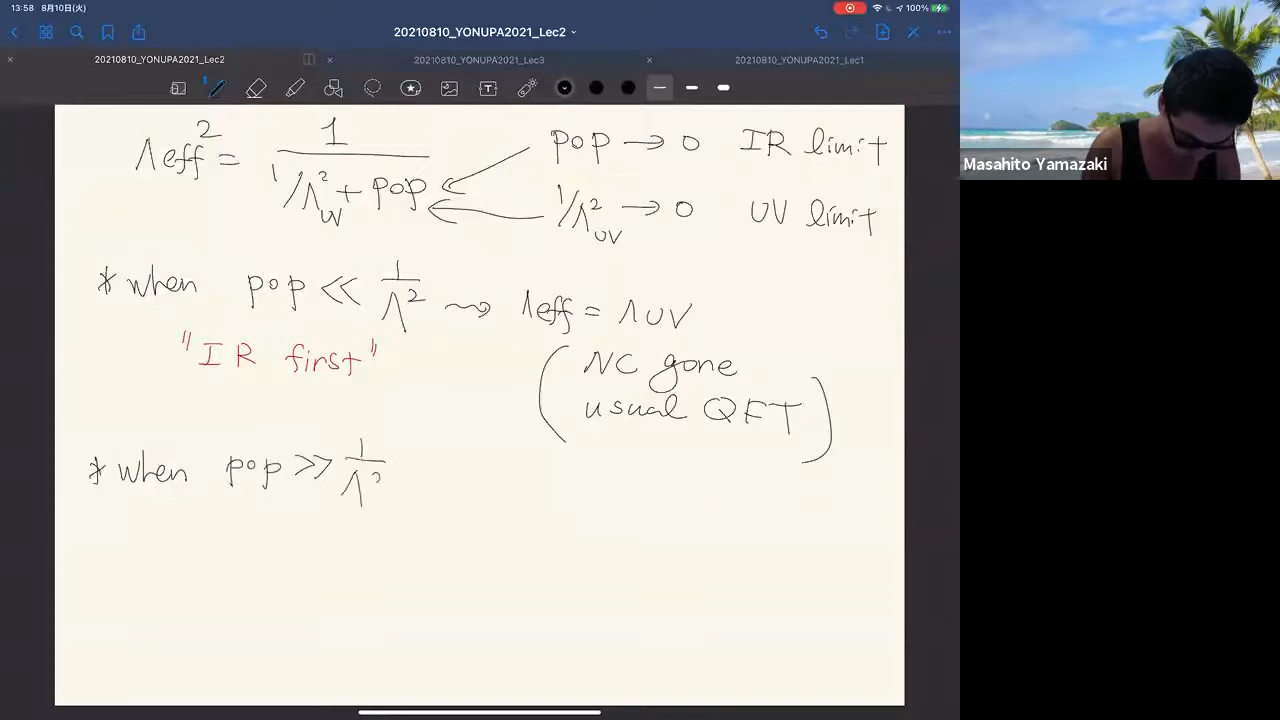 13:58 8月10日(火)
100%
20210810_YONUPA2021_Lec2
20210810_YONUPA2021_Lec2
20210810_YONUPA2021_Lec3
20210810_YONUPA2021_Lec1
Masahito Yamazaki
Λeff² = 1 / (1/Λ²UV + p∘p)
p∘p → 0 IR limit
1/Λ²UV → 0 UV limit
* when p∘p << 1/Λ² ⇝ Λeff = ΛUV
"IR first"
( NC gone
usual QFT )
* when p∘p >> 1/Λ²